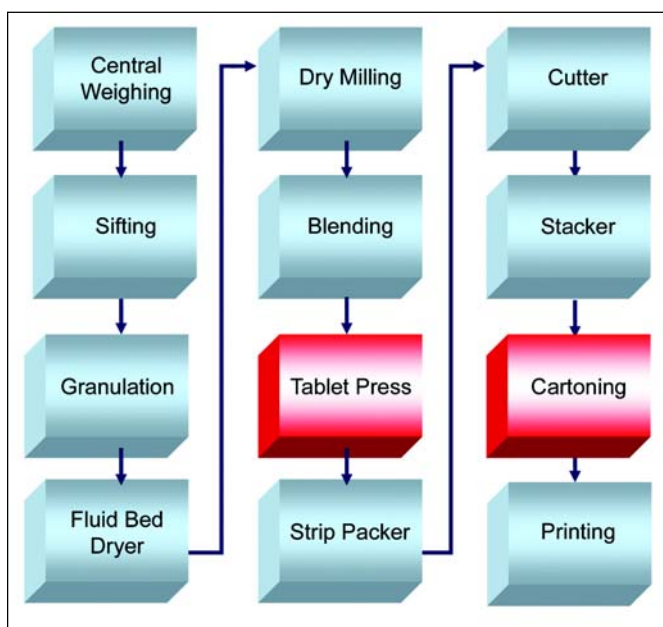 Central
Weighing
Sifting
Granulation
Fluid Bed
Dryer
Dry Milling
Blending
Tablet Press
Strip Packer
Cutter
Stacker
Cartoning
Printing